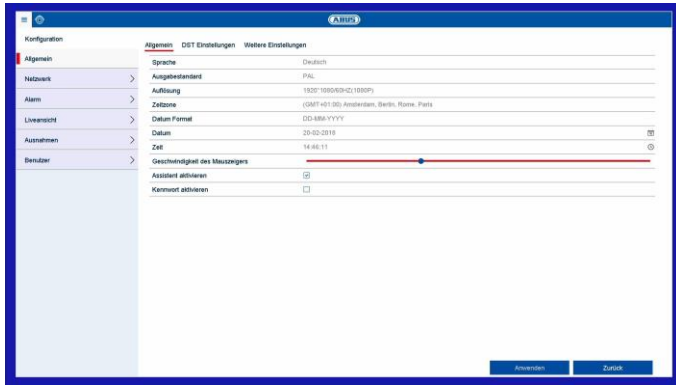 ABUS
Konfiguration
Allgemein
Netzwerk
Alarm
Liveansicht
Ausnahmen
Benutzer
Allgemein DST Einstellungen Weitere Einstellungen
Sprache Deutsch
Ausgabestandard PAL
Auflösung 1920*1080/60HZ(1080P)
Zeitzone (GMT+01:00) Amsterdam, Berlin, Rome, Paris
Datum Format DD-MM-YYYY
Datum 20-02-2018
Zeit 14:46:11
Geschwindigkeit des Mauszeigers
Assistent aktivieren
Kennwort aktivieren
Anwenden Zurück